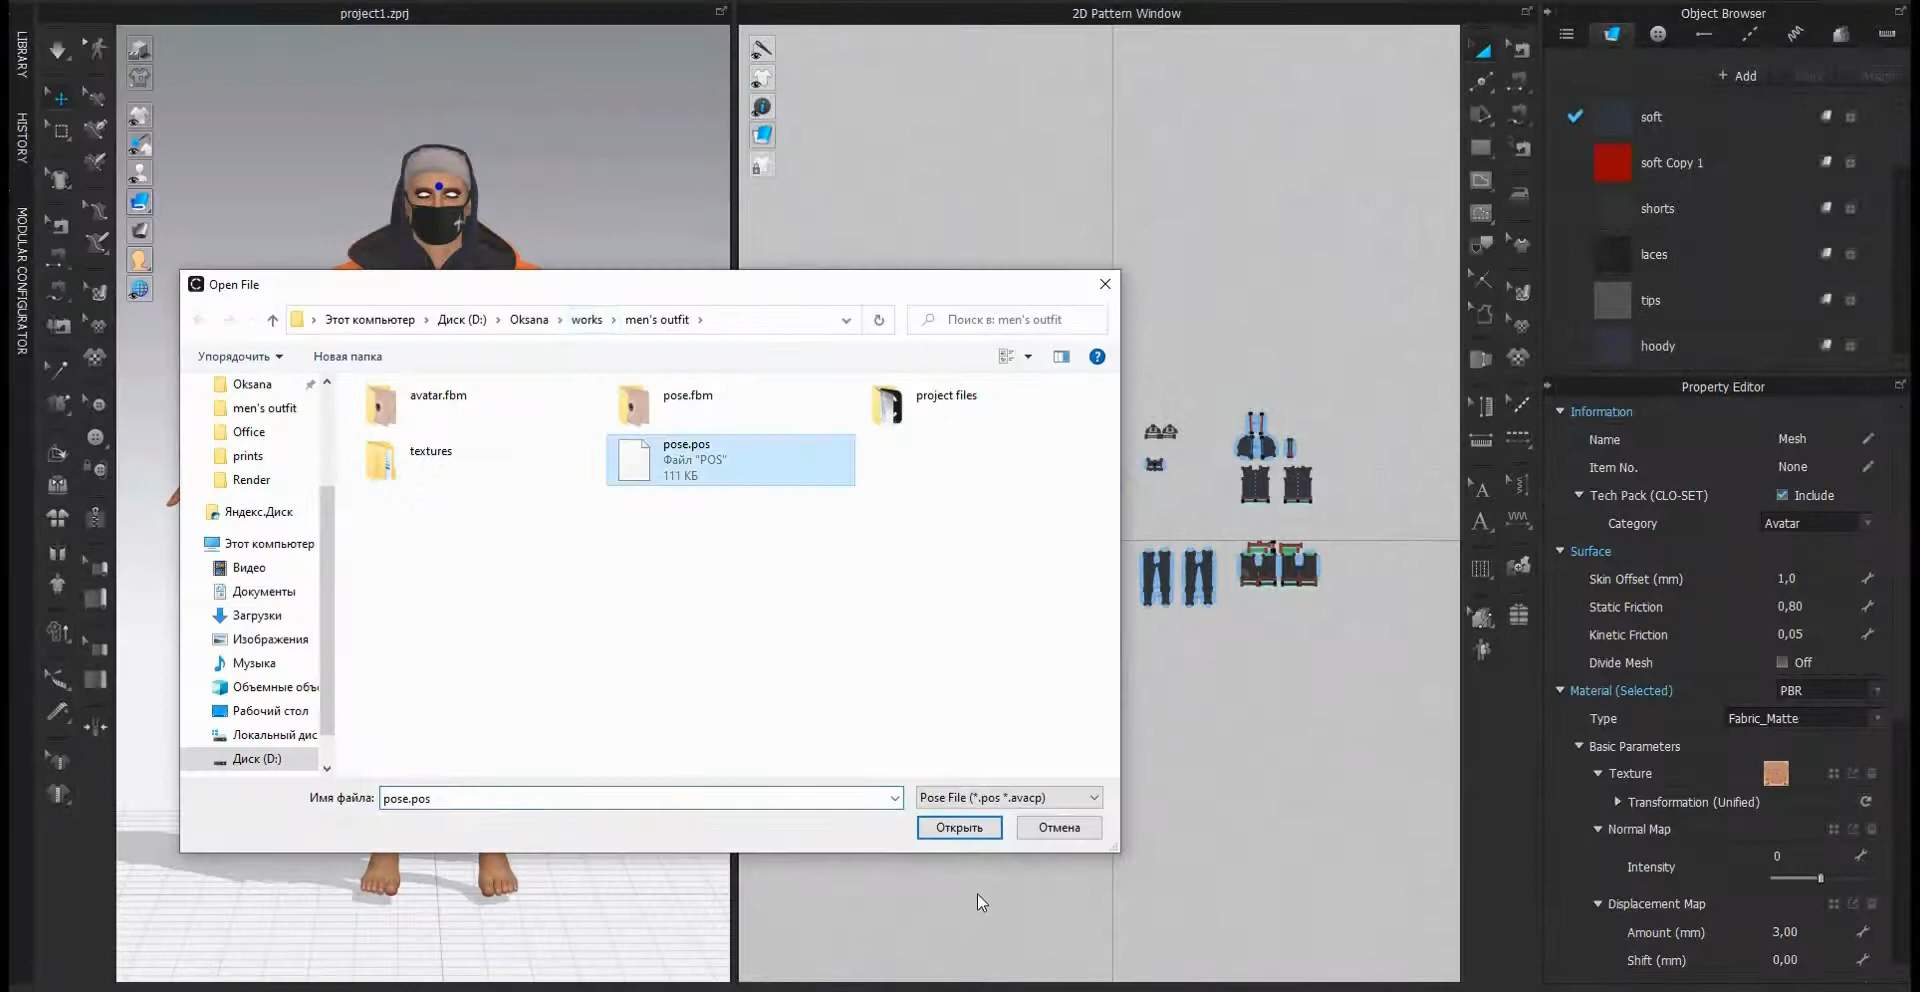 project1.zprj
2D Pattern Window
Object Browser
LIBRARY
HISTORY
MODULAR CONFIGURATOR
+ Add
soft
soft Copy 1
shorts
laces
tips
hoody
Open File
Этот компьютер
Диск (D:)
Oksana
works
men's outfit
Поиск в: men's outfit
Упорядочить
Новая папка
Oksana
men's outfit
Office
prints
Render
Яндекс.Диск
Этот компьютер
Видео
Документы
Загрузки
Изображения
Музыка
Объемные объ
Рабочий стол
Локальный дис
Диск (D:)
avatar.fbm
pose.fbm
project files
textures
pose.pos
Файл "POS"
111 КБ
Имя файла:
pose.pos
Pose File (*.pos *.avacp)
Открыть
Отмена
Property Editor
Information
Name Mesh
Item No. None
Tech Pack (CLO-SET) Include
Category Avatar
Surface
Skin Offset (mm) 1,0
Static Friction 0,80
Kinetic Friction 0,05
Divide Mesh Off
Material (Selected) PBR
Type Fabric_Matte
Basic Parameters
Texture
Transformation (Unified)
Normal Map
0
Intensity
Displacement Map
Amount (mm) 3,00
Shift (mm) 0,00